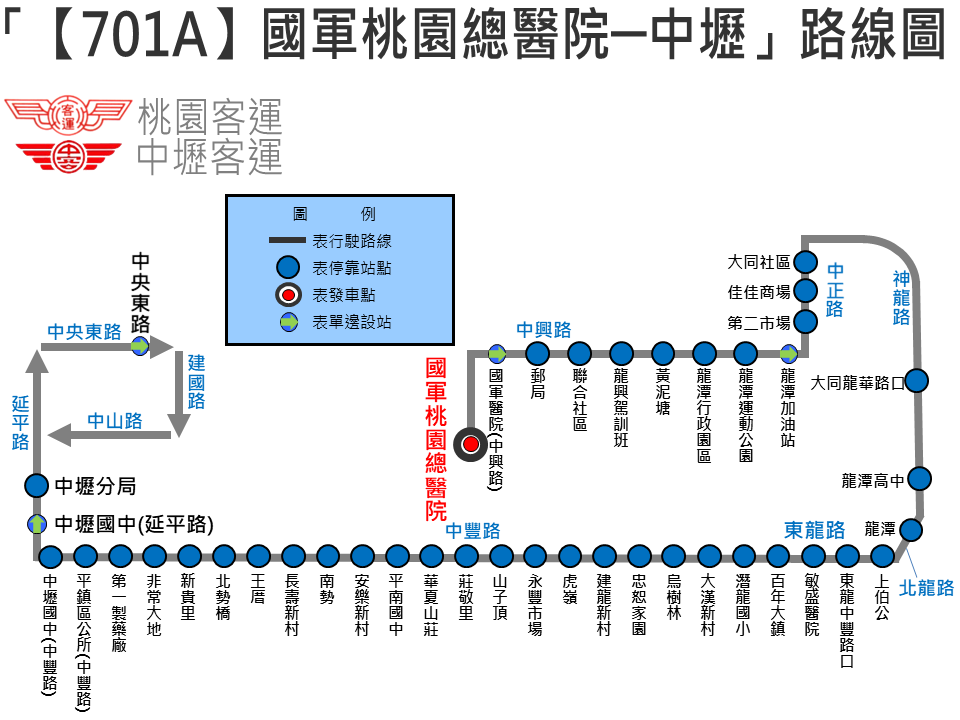 「【701A】國軍桃園總醫院─中壢」路線圖
客運
桃園客運
中壢客運
圖 例
表行駛路線
表停靠站點
表發車點
表單邊設站
中央東路
中央東路
建國路
中山路
延平路
中壢分局
中壢國中(延平路)
國軍桃園總醫院
中興路
國軍醫院(中興路)
郵局
聯合社區
龍興駕訓班
黃泥塘
龍潭行政園區
龍潭運動公園
龍潭加油站
大同社區
佳佳商場
第二市場
中正路
神龍路
大同龍華路口
龍潭高中
龍潭
北龍路
東龍路
中豐路
中壢國中(中豐路)
平鎮區公所(中豐路)
第一製藥廠
非常大地
新貴里
北勢橋
王厝
長壽新村
南勢
安樂新村
平南國中
華夏山莊
莊敬里
山子頂
永豐市場
虎嶺
建龍新村
忠恕家園
烏樹林
大漢新村
潛龍國小
百年大鎮
敏盛醫院
東龍中豐路口
上伯公